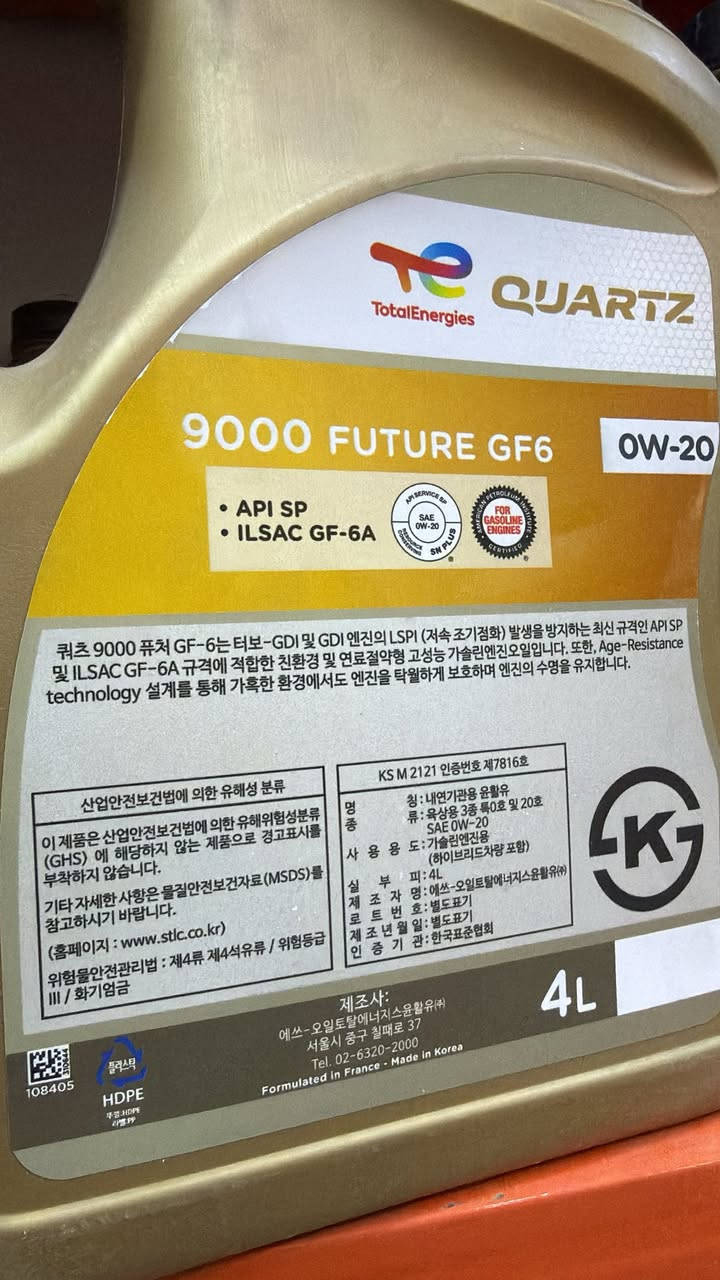 TotalEnergies
QUARTZ
9000 FUTURE GF6
0W-20
• API SP
• ILSAC GF-6A
API SERVICE SP
SAE
0W-20
RESOURCE CONSERVING
SN PLUS
AMERICAN PETROLEUM INSTITUTE
FOR
GASOLINE
ENGINES
CERTIFIED
쿼츠 9000 퓨처 GF-6는 터보-GDI 및 GDI 엔진의 LSPI (저속 조기점화) 발생을 방지하는 최신 규격인 API SP
및 ILSAC GF-6A 규격에 적합한 친환경 및 연료절약형 고성능 가솔린엔진오일입니다. 또한, Age-Resistance
technology 설계를 통해 가혹한 환경에서도 엔진을 탁월하게 보호하며 엔진의 수명을 유지합니다.
산업안전보건법에 의한 유해성 분류
이 제품은 산업안전보건법에 의한 유해위험성분류
(GHS) 에 해당하지 않는 제품으로 경고표시를
부착하지 않습니다.
기타 자세한 사항은 물질안전보건자료(MSDS)를
참고하시기 바랍니다.
(홈페이지 : www.stlc.co.kr)
위험물안전관리법 : 제4류 제4석유류 / 위험등급
III / 화기엄금
KS M 2121 인증번호 제7816호
명 칭 : 내연기관용 윤활유
종 류 : 육상용 3종 특0호 및 20호
SAE 0W-20
사 용 용 도 : 가솔린엔진용
(하이브리드차량 포함)
실 부 피 : 4L
제 조 자 명 : 에쓰-오일토탈에너지스윤활유㈜
로 트 번 호 : 별도표기
제 조 년 월 일 : 별도표기
인 증 기 관 : 한국표준협회
K
제조사:
에쓰-오일토탈에너지스윤활유㈜
서울시 중구 칠패로 37
Tel. 02-6320-2000
Formulated in France - Made in Korea
4L
108405
플라스틱
HDPE
뚜껑:HDPE
라벨:PP